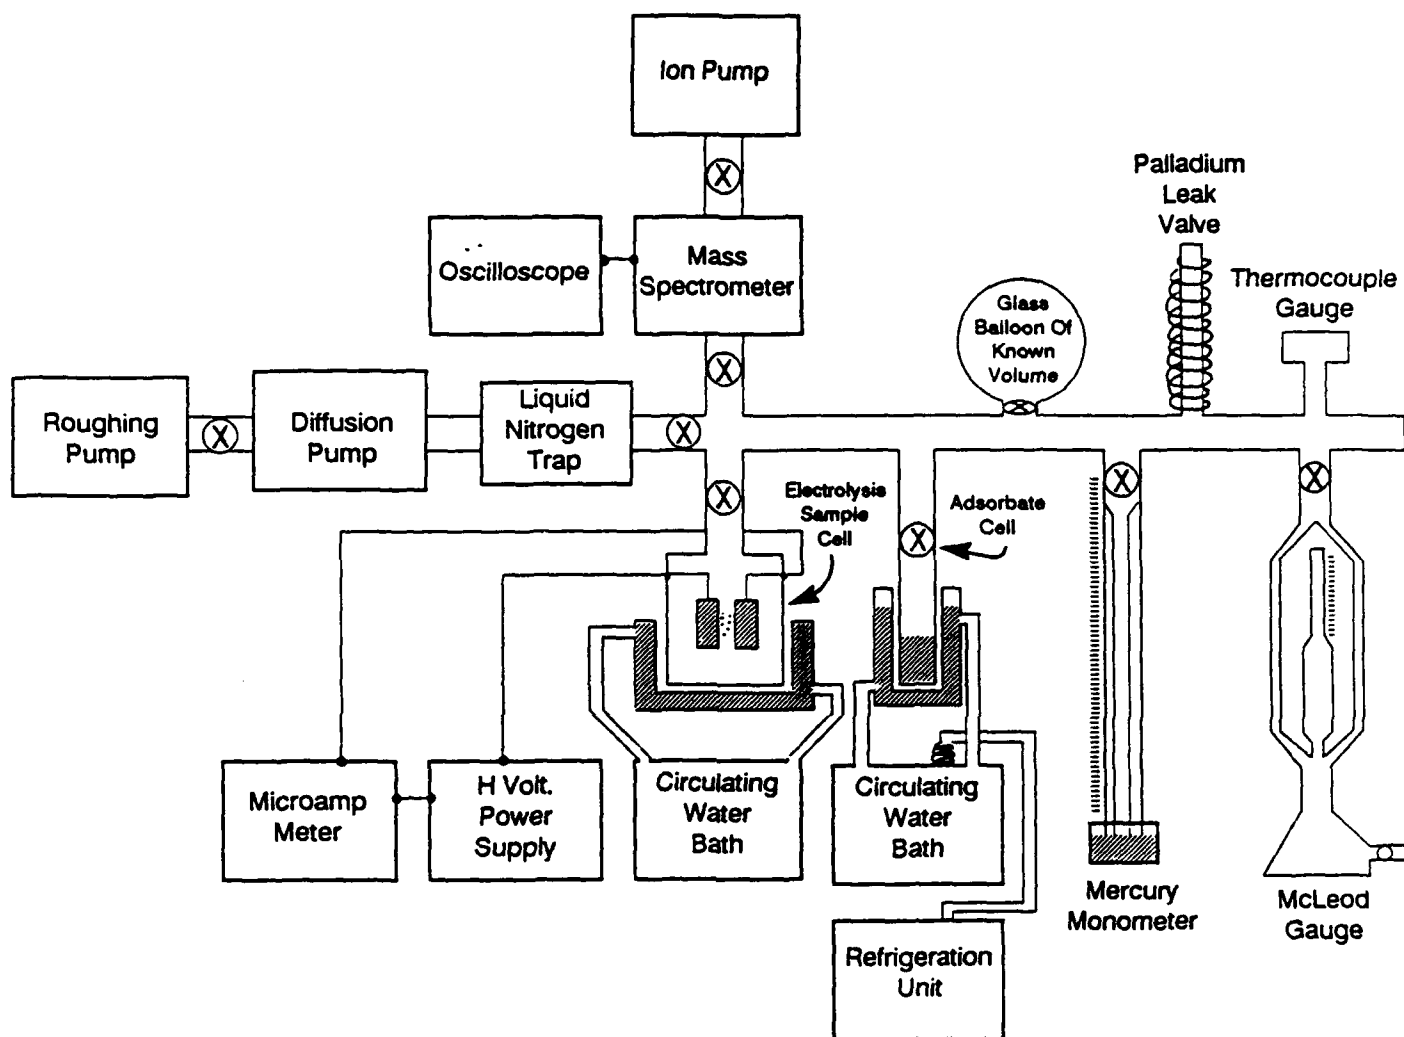 Ion Pump
Palladium
Leak
Valve
Oscilloscope
Mass
Spectrometer
Glass
Balloon Of
Known
Volume
Thermocouple
Gauge
Roughing
Pump
Diffusion
Pump
Liquid
Nitrogen
Trap
Electrolysis
Sample
Cell
Adsorbate
Cell
Microamp
Meter
H Volt.
Power
Supply
Circulating
Water
Bath
Circulating
Water
Bath
Mercury
Monometer
McLeod
Gauge
Refrigeration
Unit